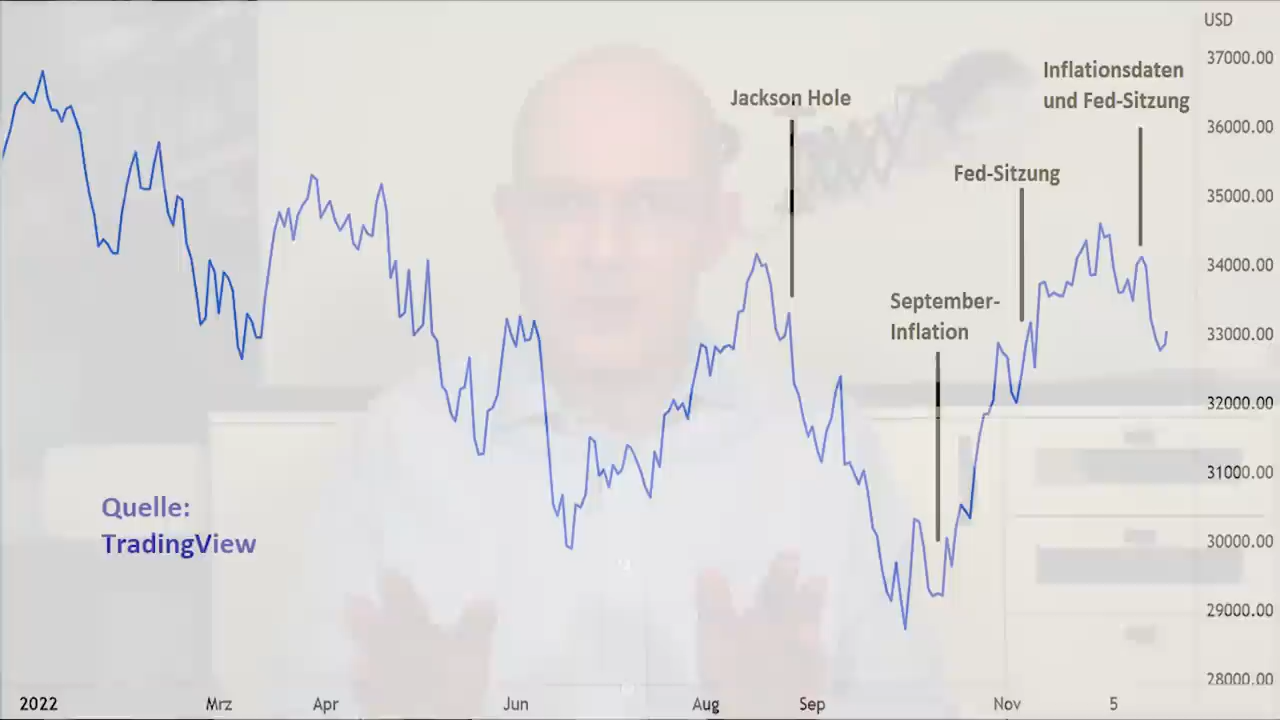 USD
37000.00
Inflationsdaten
und Fed-Sitzung
Jackson Hole
36000.00
Fed-Sitzung
35000.00
34000.00
September-
Inflation
33000.00
32000.00
31000.00
Quelle:
TradingView
30000.00
29000.00
28000.00
2022 Mrz Apr Jun Aug Sep Nov 5